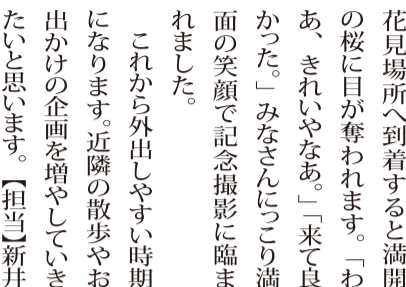 花見場所へ到着すると満開
の桜に目が奪われます。「わ
あ、きれいやなあ。」「来て良
かった。」みなさんにっこり満
面の笑顔で記念撮影に臨ま
れました。
これから外出しやすい時期
になります。近隣の散歩やお
出かけの企画を増やしていき
たいと思います。【担当】新井